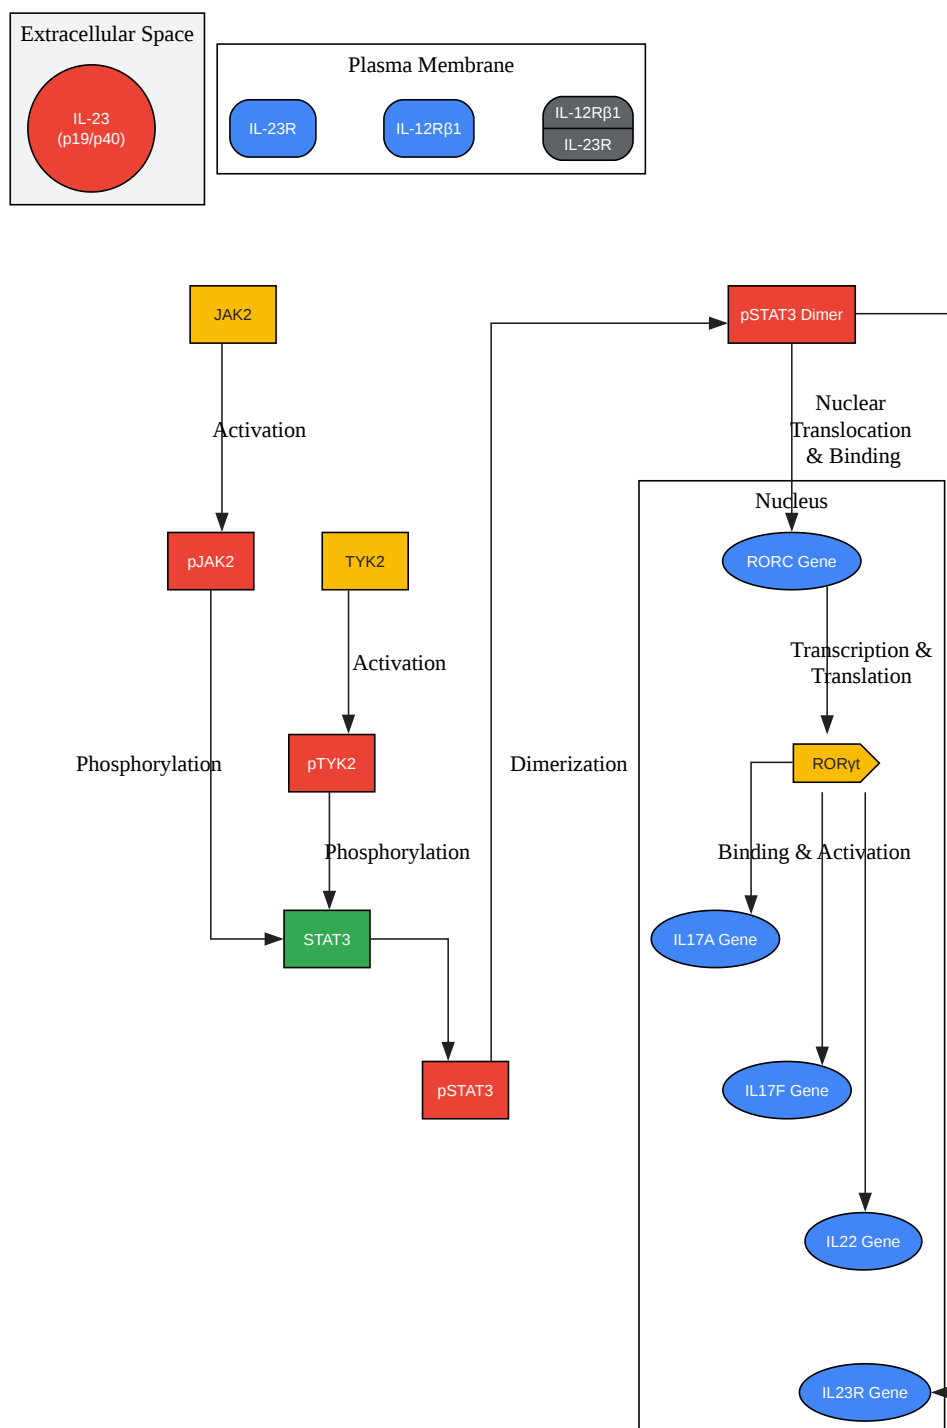 Extracellular Space
IL-23
(p19/p40)
Plasma Membrane
IL-23R
IL-12Rβ1
IL-12Rβ1
IL-23R
JAK2
pSTAT3 Dimer
Activation
Nuclear
Translocation
& Binding
Nucleus
pJAK2
TYK2
RORC Gene
Activation
Transcription &
Translation
Phosphorylation
pTYK2
Dimerization
RORγt
Phosphorylation
Binding & Activation
STAT3
IL17A Gene
pSTAT3
IL17F Gene
IL22 Gene
IL23R Gene